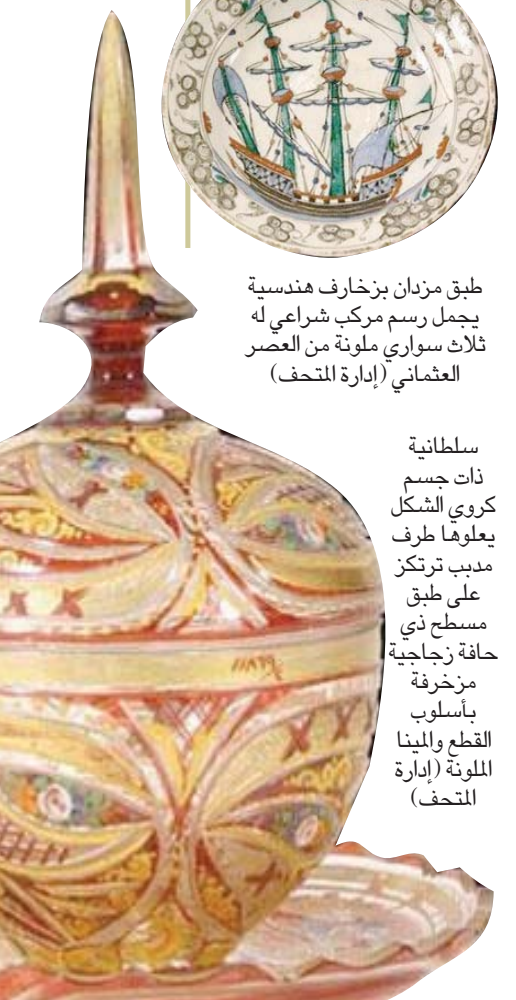 طبق مزدان بزخارف هندسية
يجمل رسم مركب شراعي له
ثلاث سواري ملونة من العصر
العثماني (إدارة المتحف)
سلطانية
ذات جسم
كروي الشكل
يعلوها طرف
مدبب ترتكز
على طبق
مسطح ذي
حافة زجاجية
مزخرفة
بأسلوب
القطع والمينا
الملونة (إدارة
المتحف)